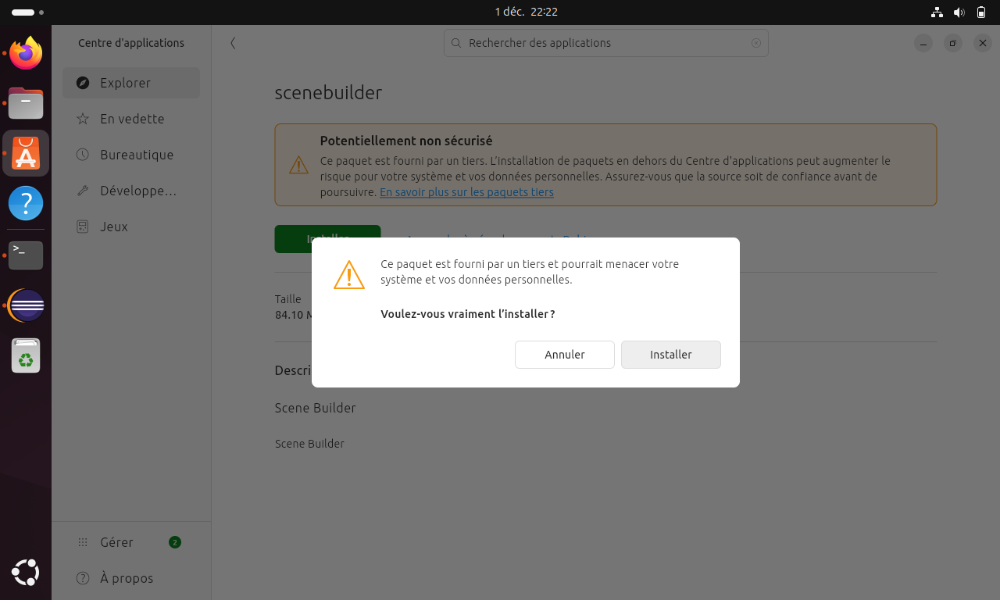 1 déc. 22:22
Centre d'applications
Rechercher des applications
Explorer
En vedette
Bureautique
Développe…
Jeux
Gérer
2
À propos
scenebuilder
Potentiellement non sécurisé
Ce paquet est fourni par un tiers. L'installation de paquets en dehors du Centre d'applications peut augmenter le
risque pour votre système et vos données personnelles. Assurez-vous que la source soit de confiance avant de
poursuivre. En savoir plus sur les paquets tiers
Taille
84.10
Ce paquet est fourni par un tiers et pourrait menacer votre
système et vos données personnelles.
Voulez-vous vraiment l’installer ?
Annuler
Installer
Descri
Scene Builder
Scene Builder